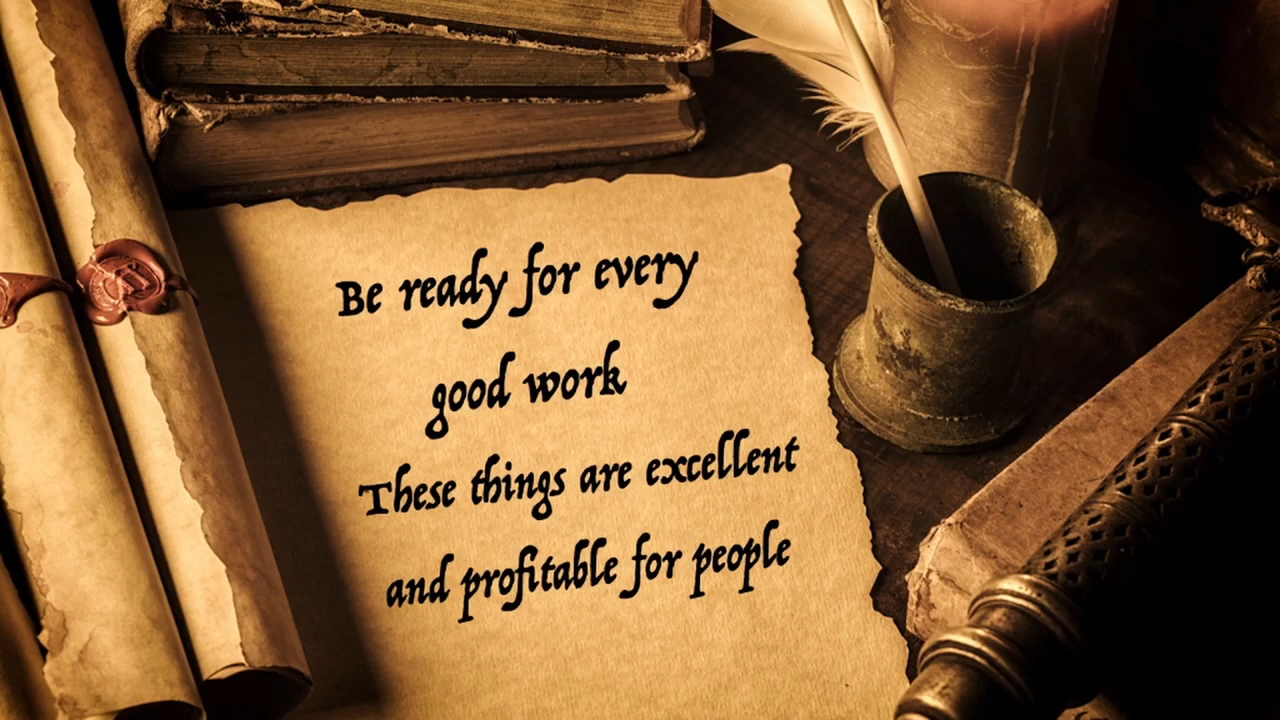 Be ready for every
good work
These things are excellent
and profitable for people